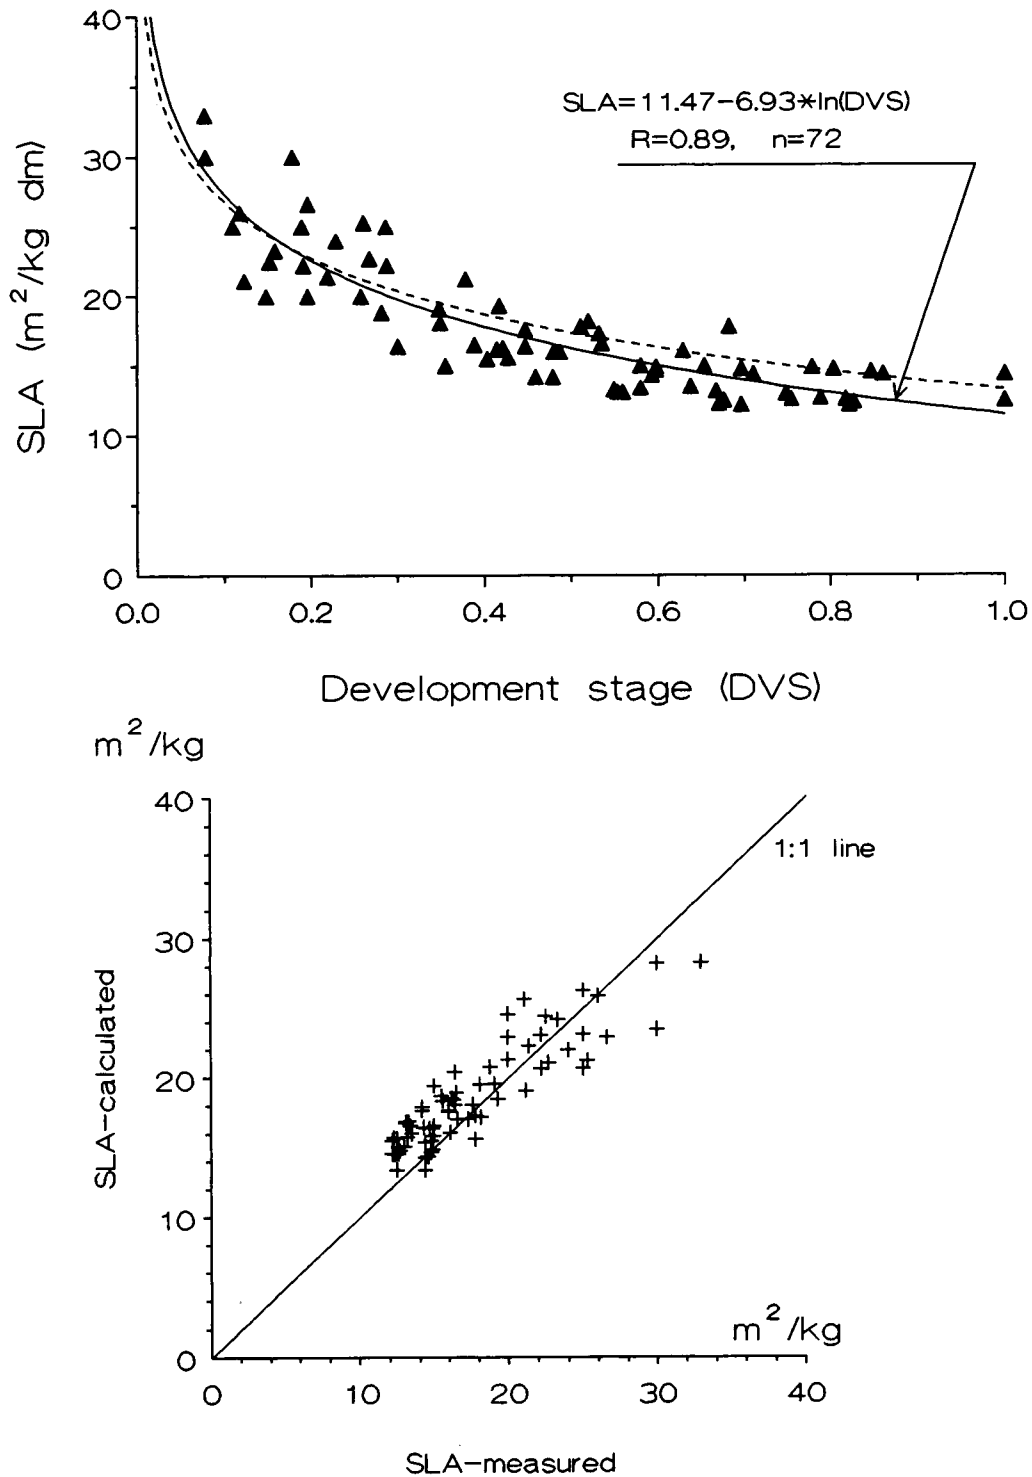 40
30
20
10
0
SLA (m²/kg dm)
SLA=11.47-6.93*ln(DVS)
R=0.89, n=72
0.0 0.2 0.4 0.6 0.8 1.0
Development stage (DVS)
m²/kg
40
30
20
10
0
SLA-calculated
1:1 line
m²/kg
0 10 20 30 40
SLA-measured